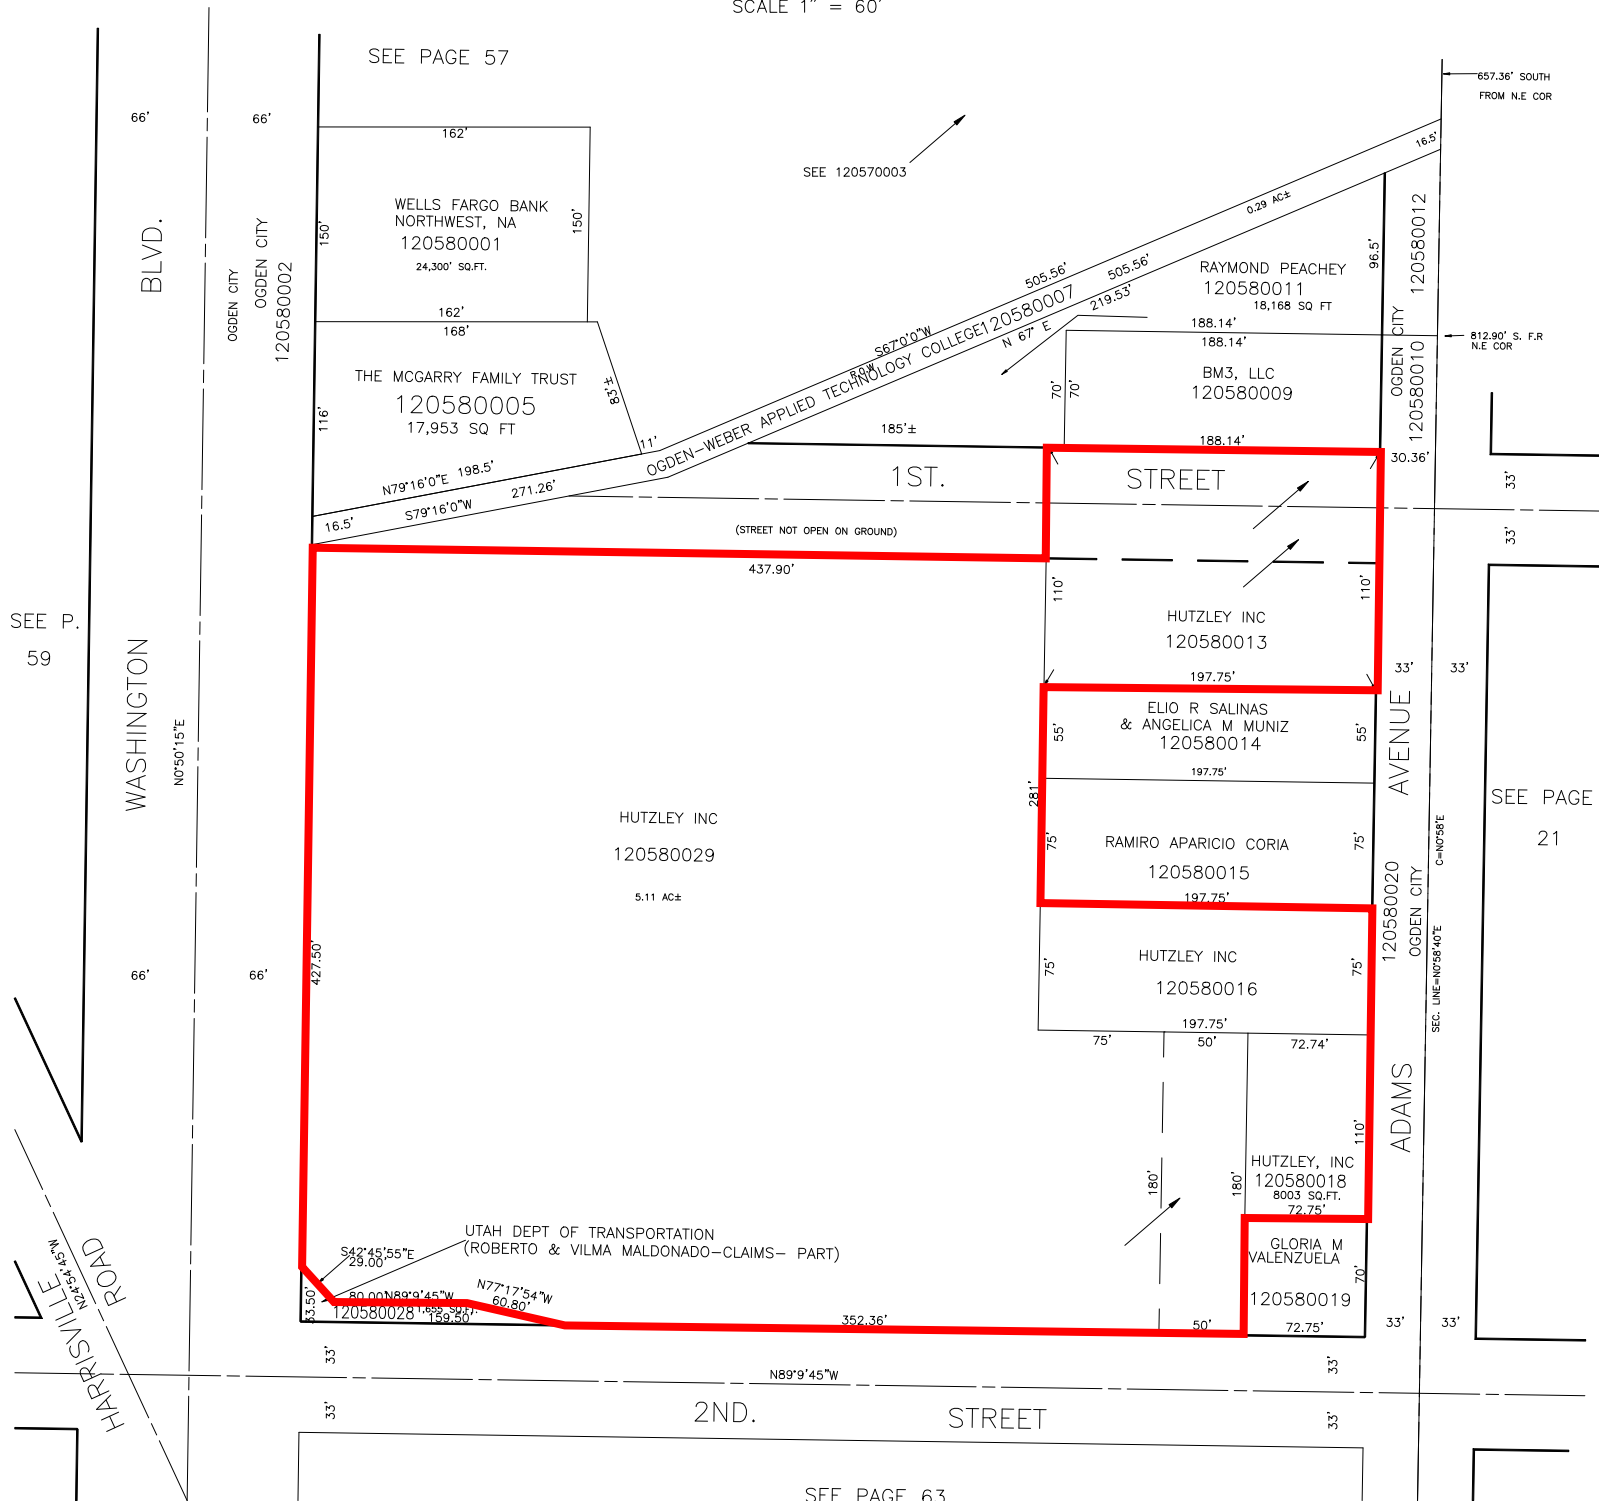 SCALE 1" = 60'
SEE PAGE 57
657.36' SOUTH
FROM N.E COR
66'
66'
162'
16.5'
SEE 120570003
WELLS FARGO BANK
NORTHWEST, NA
120580001
24,300' SQ.FT.
150'
150'
0.29 AC±
BLVD.
OGDEN CITY
OGDEN CITY
120580002
96.5'
120580012
505.56'
505.56'
RAYMOND PEACHEY
120580011
18,168 SQ FT
219.53'
162'
168'
188.14'
188.14'
812.90' S. F.R
N.E COR
S67°0'0"W
R.O.W
N 67° E
OGDEN CITY
120580010
THE MCGARRY FAMILY TRUST
120580005
17,953 SQ FT
83'±
116'
BM3, LLC
120580009
70'
70'
OGDEN-WEBER APPLIED TECHNOLOGY COLLEGE120580007
11'
185'±
188.14'
30.36'
N79°16'0"E 198.5'
S79°16'0"W
271.26'
16.5'
1ST.
STREET
33'
33'
(STREET NOT OPEN ON GROUND)
437.90'
110'
110'
HUTZLEY INC
120580013
197.75'
SEE P.
59
33'
33'
WASHINGTON
N0°50'15"E
ELIO R SALINAS
& ANGELICA M MUNIZ
120580014
55'
55'
197.75'
AVENUE
281'
SEE PAGE
21
HUTZLEY INC
120580029
5.11 AC±
RAMIRO APARICIO CORIA
120580015
197.75'
75'
75'
C=N0°58'E
120580020
OGDEN CITY
SEC. LINE=N0°58'40"E
427.50'
66'
66'
HUTZLEY INC
120580016
197.75'
75'
75'
75'
50'
72.74'
ADAMS
110'
HUTZLEY, INC
120580018
8003 SQ.FT.
72.75'
180'
180'
UTAH DEPT OF TRANSPORTATION
(ROBERTO & VILMA MALDONADO-CLAIMS- PART)
S42°45'55"E
29.00'
GLORIA M
VALENZUELA
120580019
70'
72.75'
HARRISVILLE
ROAD
N24°54'45"W
80.00'
N89°9'45"W
N77°17'54"W
60.80'
33.50'
120580028
1,655 SQ.FT.
159.50'
352.36'
50'
33'
33'
33'
33'
N89°9'45"W
33'
33'
2ND.
STREET
SEE PAGE 63